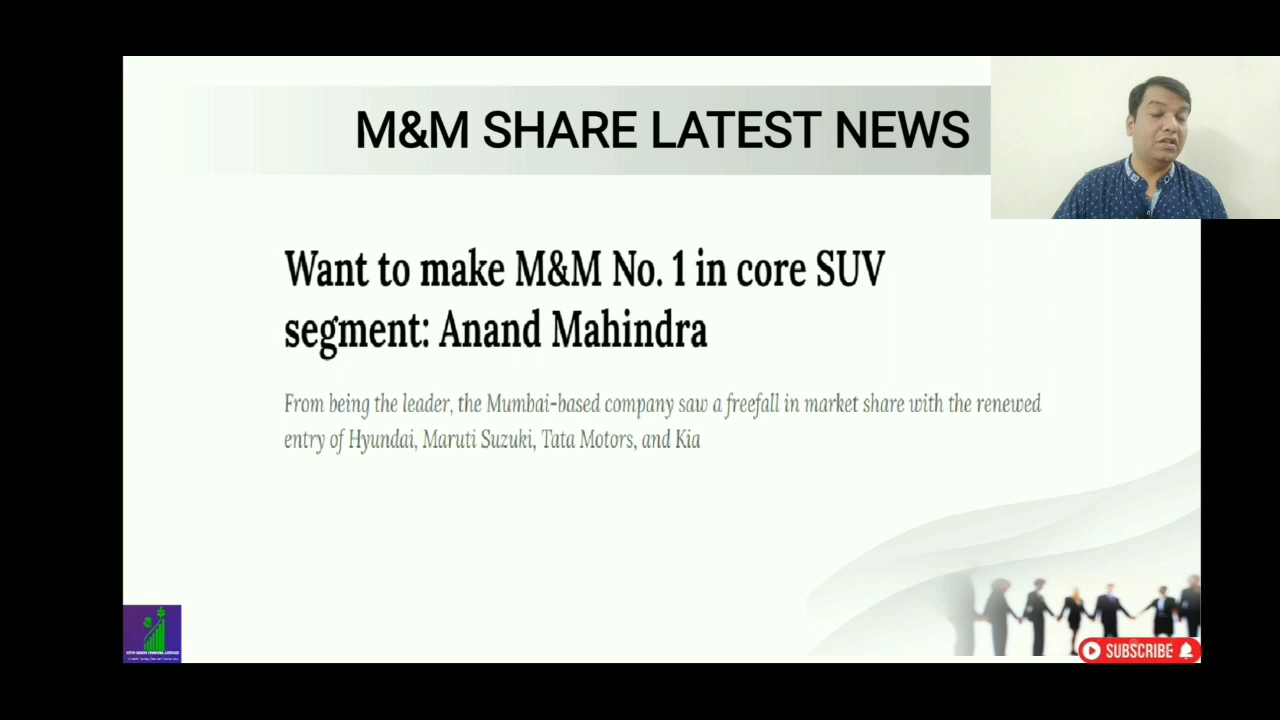 M&M SHARE LATEST NEWS
Want to make M&M No. 1 in core SUV
segment: Anand Mahindra
From being the leader, the Mumbai-based company saw a freefall in market share with the renewed
entry of Hyundai, Maruti Suzuki, Tata Motors, and Kia
SUBSCRIBE